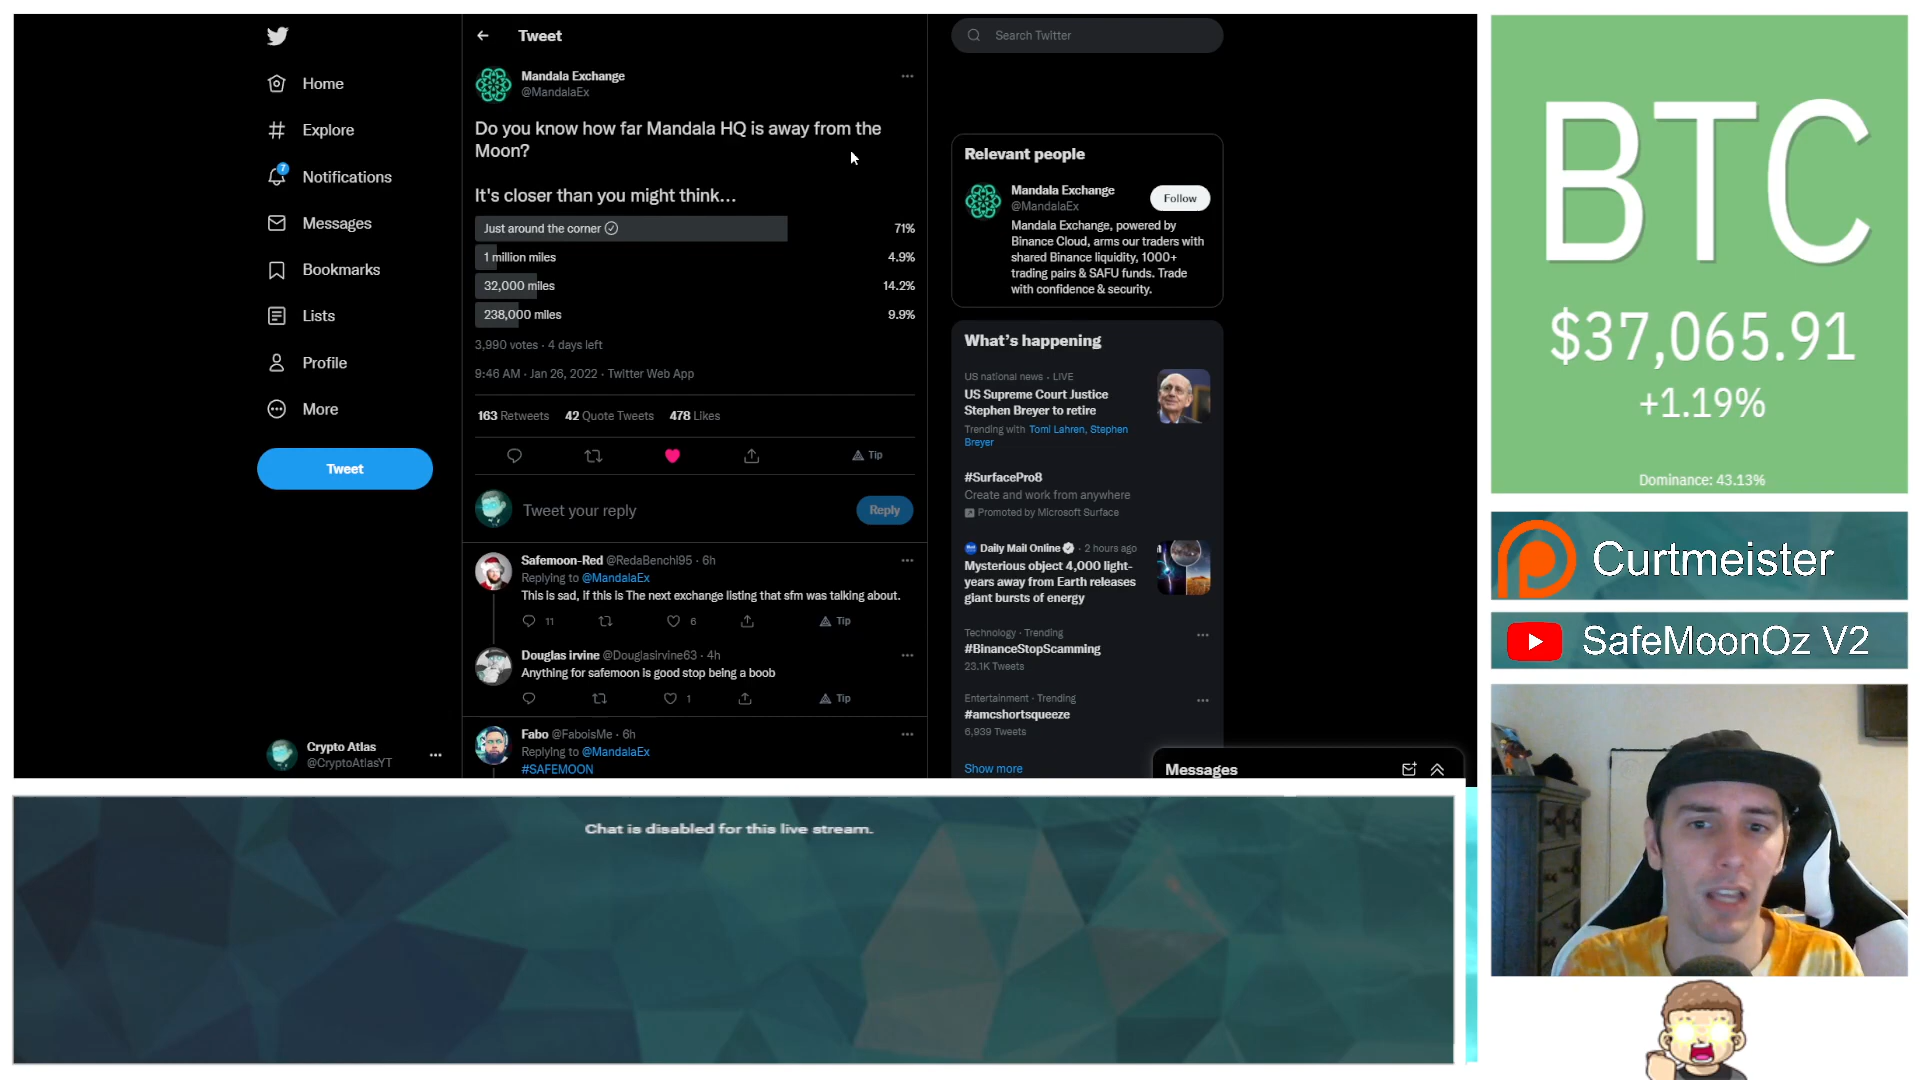 Home
Explore
7
Notifications
Messages
Bookmarks
Lists
Profile
More
Tweet
Crypto Atlas
@CryptoAtlasYT
Tweet
Mandala Exchange
@MandalaEx
Do you know how far Mandala HQ is away from the
Moon?
It's closer than you might think...
Just around the corner 71%
1 million miles 4.9%
32,000 miles 14.2%
238,000 miles 9.9%
3,990 votes · 4 days left
9:46 AM · Jan 26, 2022 · Twitter Web App
163 Retweets 42 Quote Tweets 478 Likes
Tip
Tweet your reply
Reply
Safemoon-Red @RedaBenchi95 · 6h
Replying to @MandalaEx
This is sad, if this is The next exchange listing that sfm was talking about.
11 6 Tip
Douglas irvine @Douglasirvine63 · 4h
Anything for safemoon is good stop being a boob
1 Tip
Fabo @FaboisMe · 6h
Replying to @MandalaEx
#SAFEMOON
Search Twitter
Relevant people
Mandala Exchange
@MandalaEx
Follow
Mandala Exchange, powered by
Binance Cloud, arms our traders with
shared Binance liquidity, 1000+
trading pairs & SAFU funds. Trade
with confidence & security.
What's happening
US national news · LIVE
US Supreme Court Justice
Stephen Breyer to retire
Trending with Tomi Lahren, Stephen
Breyer
#SurfacePro8
Create and work from anywhere
Promoted by Microsoft Surface
Daily Mail Online · 2 hours ago
Mysterious object 4,000 light-
years away from Earth releases
giant bursts of energy
Technology · Trending
#BinanceStopScamming
23.1K Tweets
Entertainment · Trending
#amcshortsqueeze
6,939 Tweets
Show more
Messages
BTC
$37,065.91
+1.19%
Dominance: 43.13%
Curtmeister
SafeMoonOz V2
Chat is disabled for this live stream.